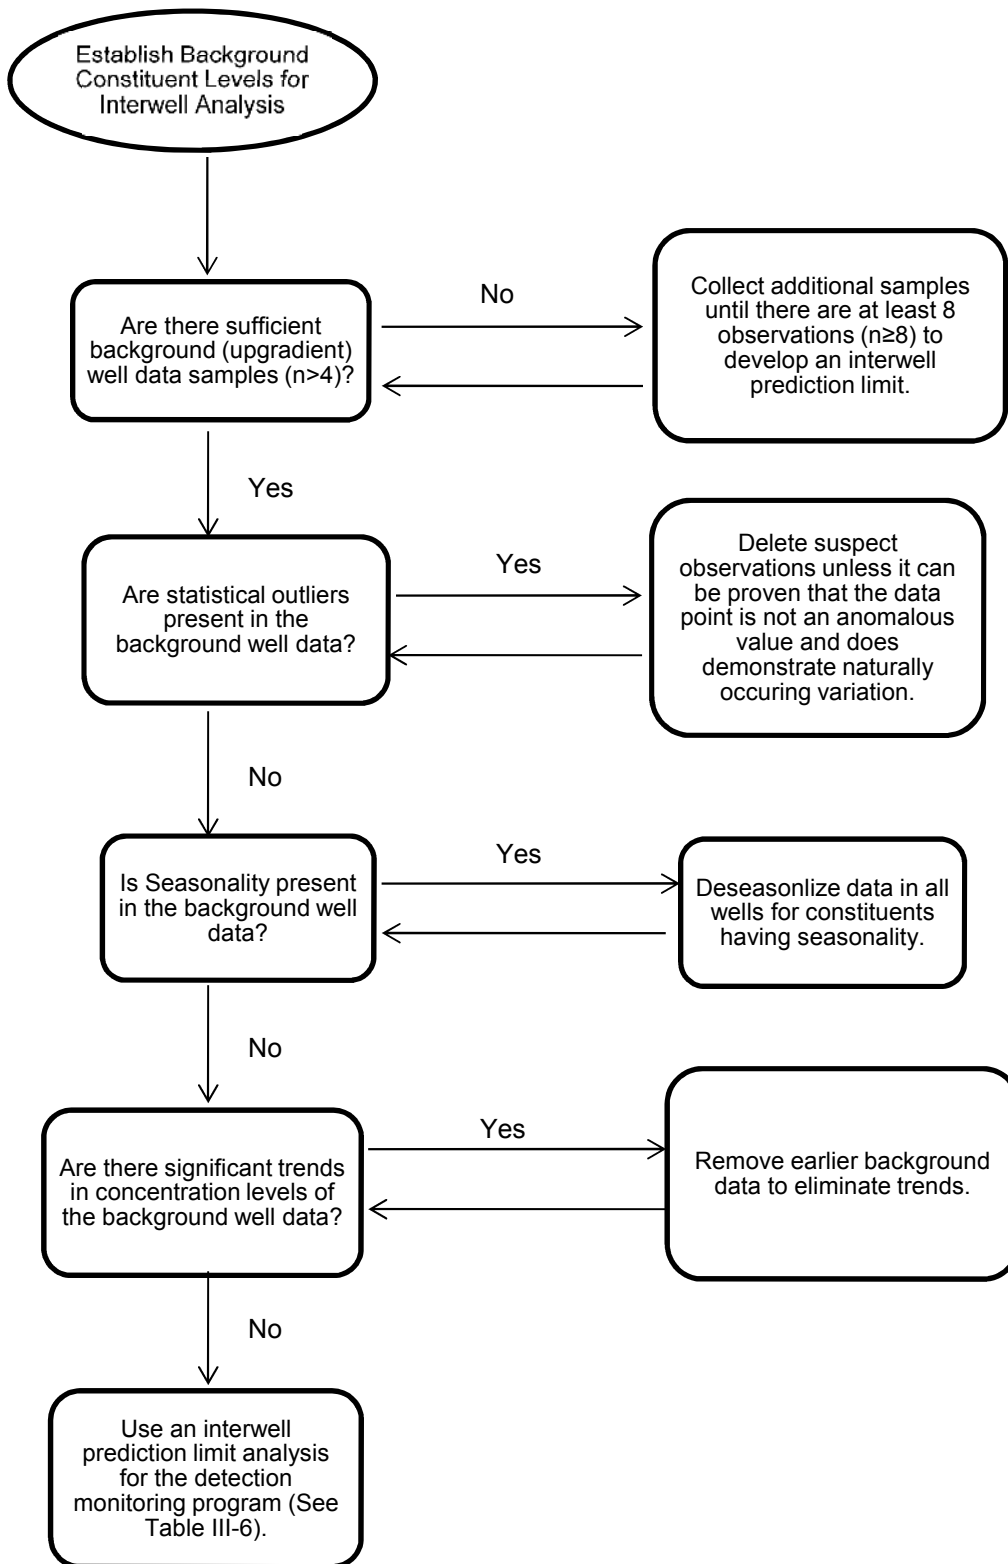 Establish Background
Constituent Levels for
Interwell Analysis
Are there sufficient
background (upgradient)
well data samples (n>4)?
No
Collect additional samples
until there are at least 8
observations (n≥8) to
develop an interwell
prediction limit.
Yes
Are statistical outliers
present in the
background well data?
Yes
Delete suspect
observations unless it can
be proven that the data
point is not an anomalous
value and does
demonstrate naturally
occuring variation.
No
Is Seasonality present
in the background well
data?
Yes
Deseasonlize data in all
wells for constituents
having seasonality.
No
Are there significant trends
in concentration levels of
the background well data?
Yes
Remove earlier background
data to eliminate trends.
No
Use an interwell
prediction limit analysis
for the detection
monitoring program (See
Table III-6).